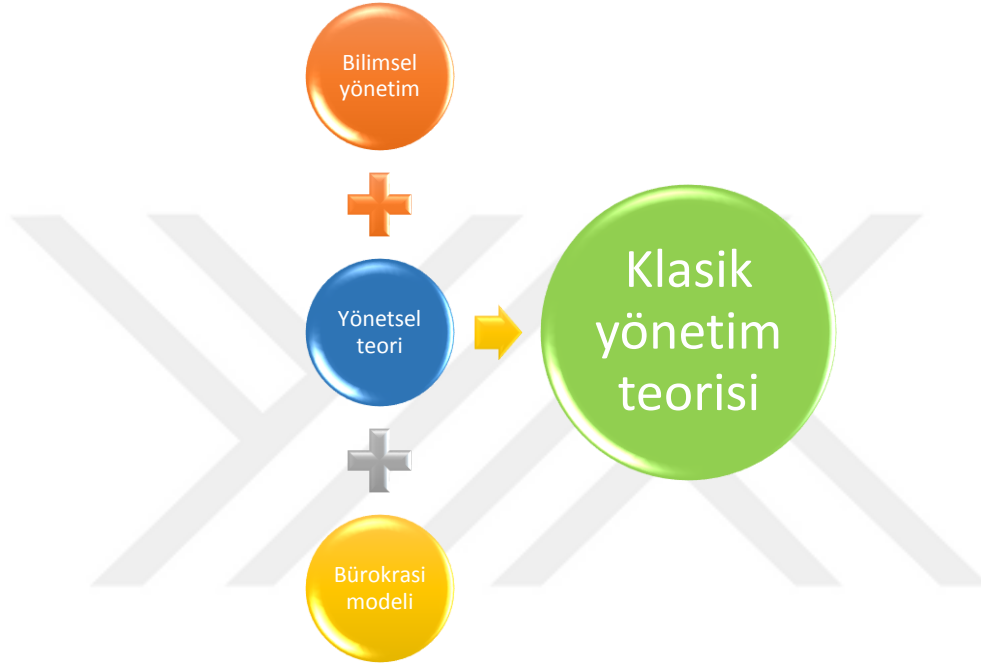 Bilimsel
yönetim
Yönetsel
teori
Bürokrasi
modeli
Klasik
yönetim
teorisi